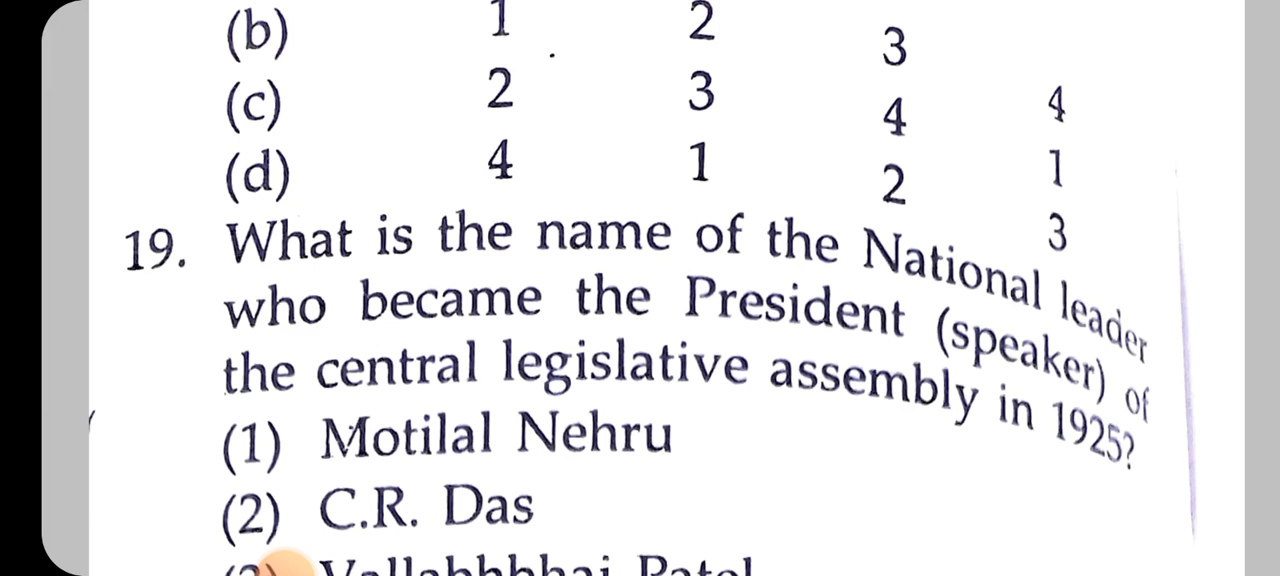 (b) 1 2 3 4
(c) 2 3 4 1
(d) 4 1 2 3
19. What is the name of the National leader
who became the President (speaker) of
the central legislative assembly in 1925?
(1) Motilal Nehru
(2) C.R. Das